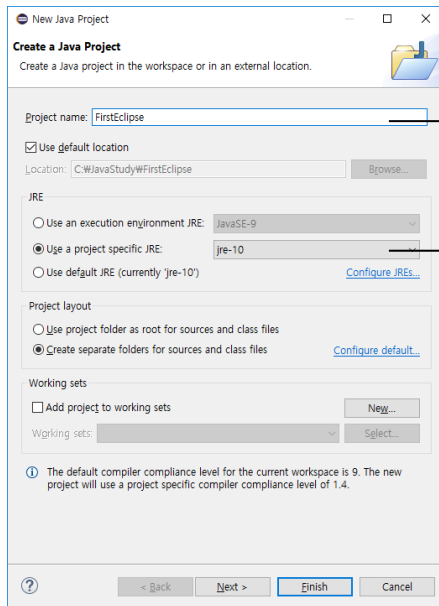 New Java Project
Create a Java Project
Create a Java project in the workspace or in an external location.
Project name: FirstEclipse
Use default location
Location: C:₩JavaStudy₩FirstEclipse Browse...
JRE
Use an execution environment JRE: JavaSE-9
Use a project specific JRE: jre-10
Use default JRE (currently 'jre-10') Configure JREs...
Project layout
Use project folder as root for sources and class files
Create separate folders for sources and class files Configure default...
Working sets
Add project to working sets New...
Working sets: Select...
The default compiler compliance level for the current workspace is 9. The new
project will use a project specific compiler compliance level of 1.4.
? < Back Next > Finish Cancel